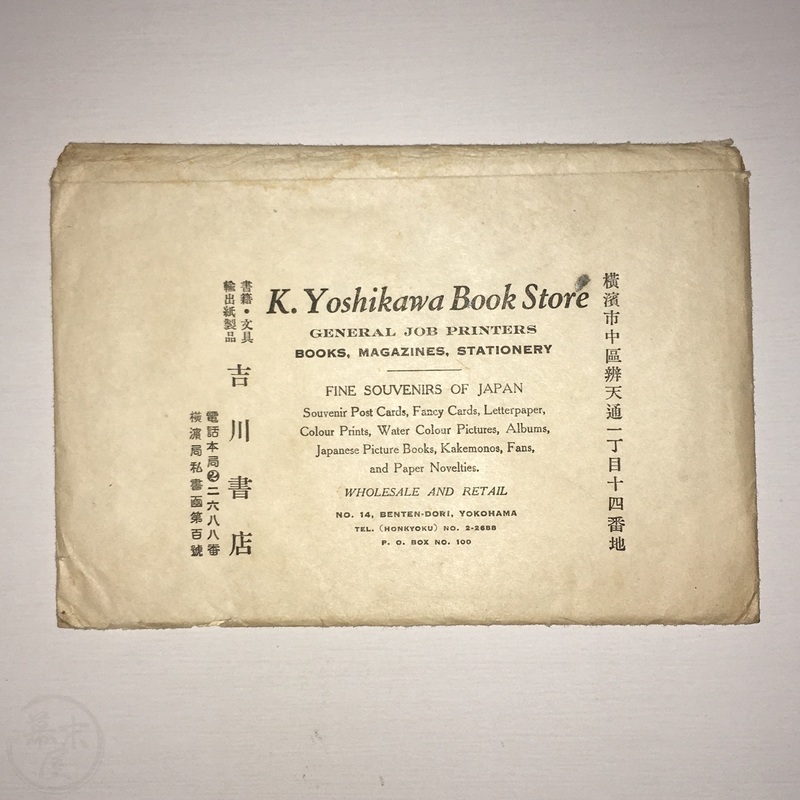 横濱市中區辨天通一丁目十四番地
K. Yoshikawa Book Store
GENERAL JOB PRINTERS
BOOKS, MAGAZINES, STATIONERY
FINE SOUVENIRS OF JAPAN
Souvenir Post Cards, Fancy Cards, Letterpaper,
Colour Prints, Water Colour Pictures, Albums,
Japanese Picture Books, Kakemonos, Fans,
and Paper Novelties.
WHOLESALE AND RETAIL
NO. 14, BENTEN-DORI, YOKOHAMA
TEL. (HONKYOKU) NO. 2-2688
P. O. BOX NO. 100
書籍・文具
輸出紙製品
吉川書店
電話本局②二六八八番
横濱局私書凾第百號
幕末屋